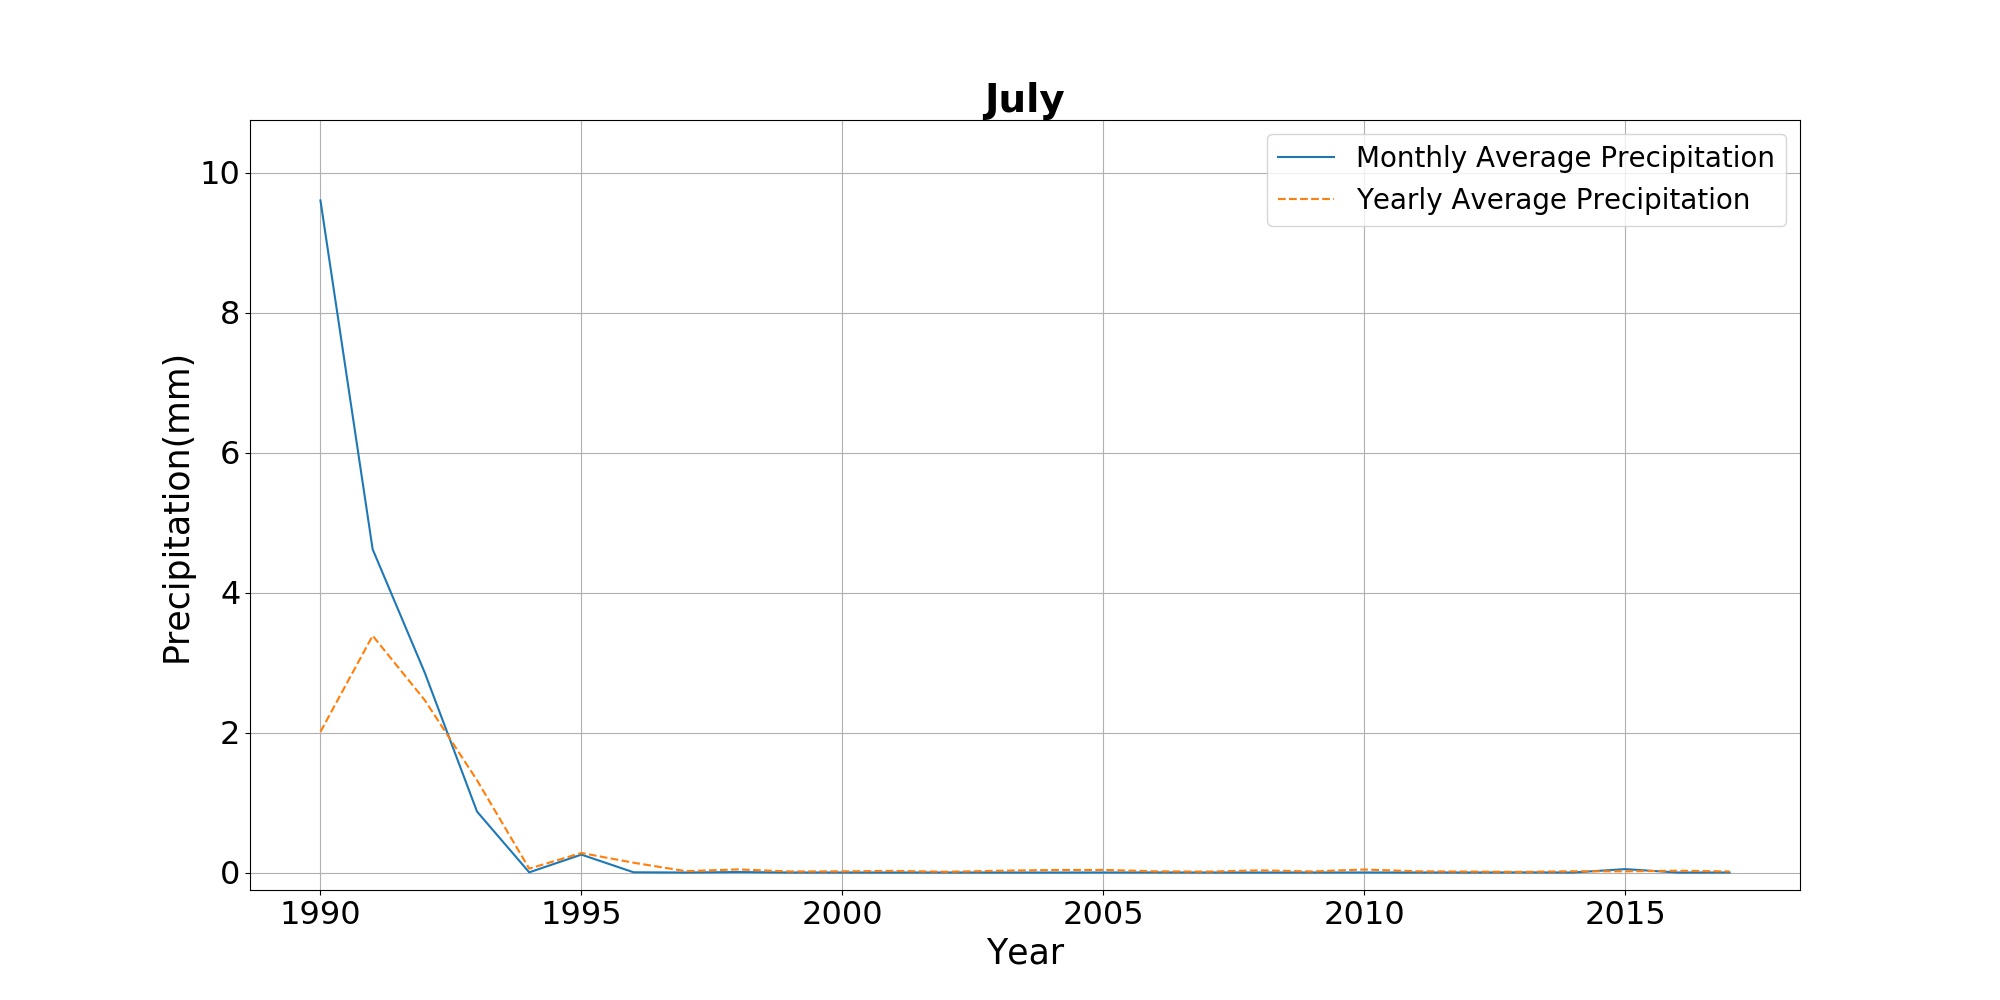 July
Monthly Average Precipitation
Yearly Average Precipitation
10
8
6
4
2
0
Precipitation(mm)
1990 1995 2000 2005 2010 2015
Year